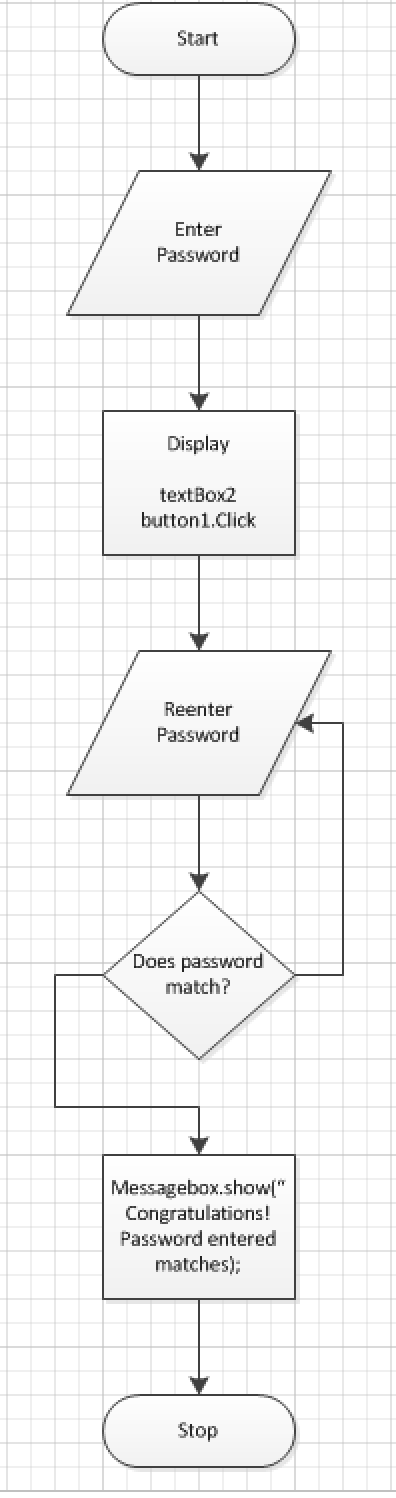 Start
Enter
Password
Display
textBox2
button1.Click
Reenter
Password
Does password
match?
Messagebox.show(“
Congratulations!
Password entered
matches);
Stop